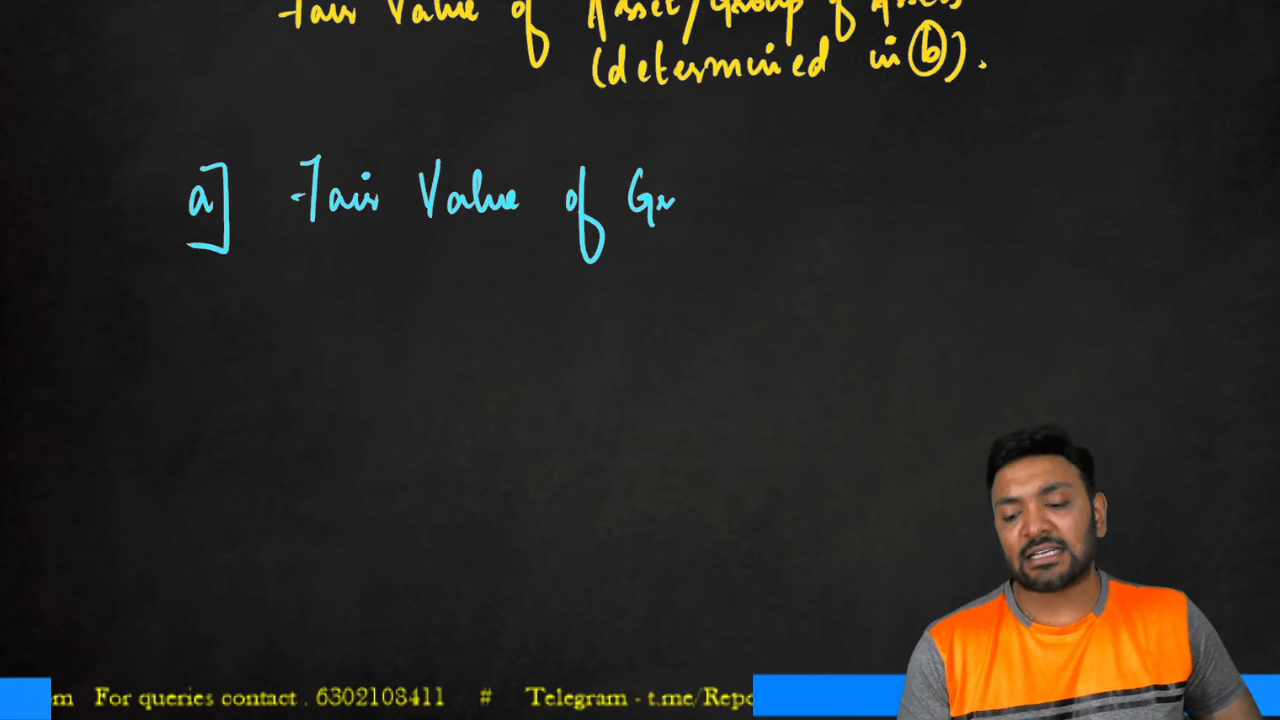 Fair Value of Asset/Group of Assets
(determined in ⓑ).
a] Fair Value of Gr
m For queries contact . 6302108411 # Telegram - t.me/Repo